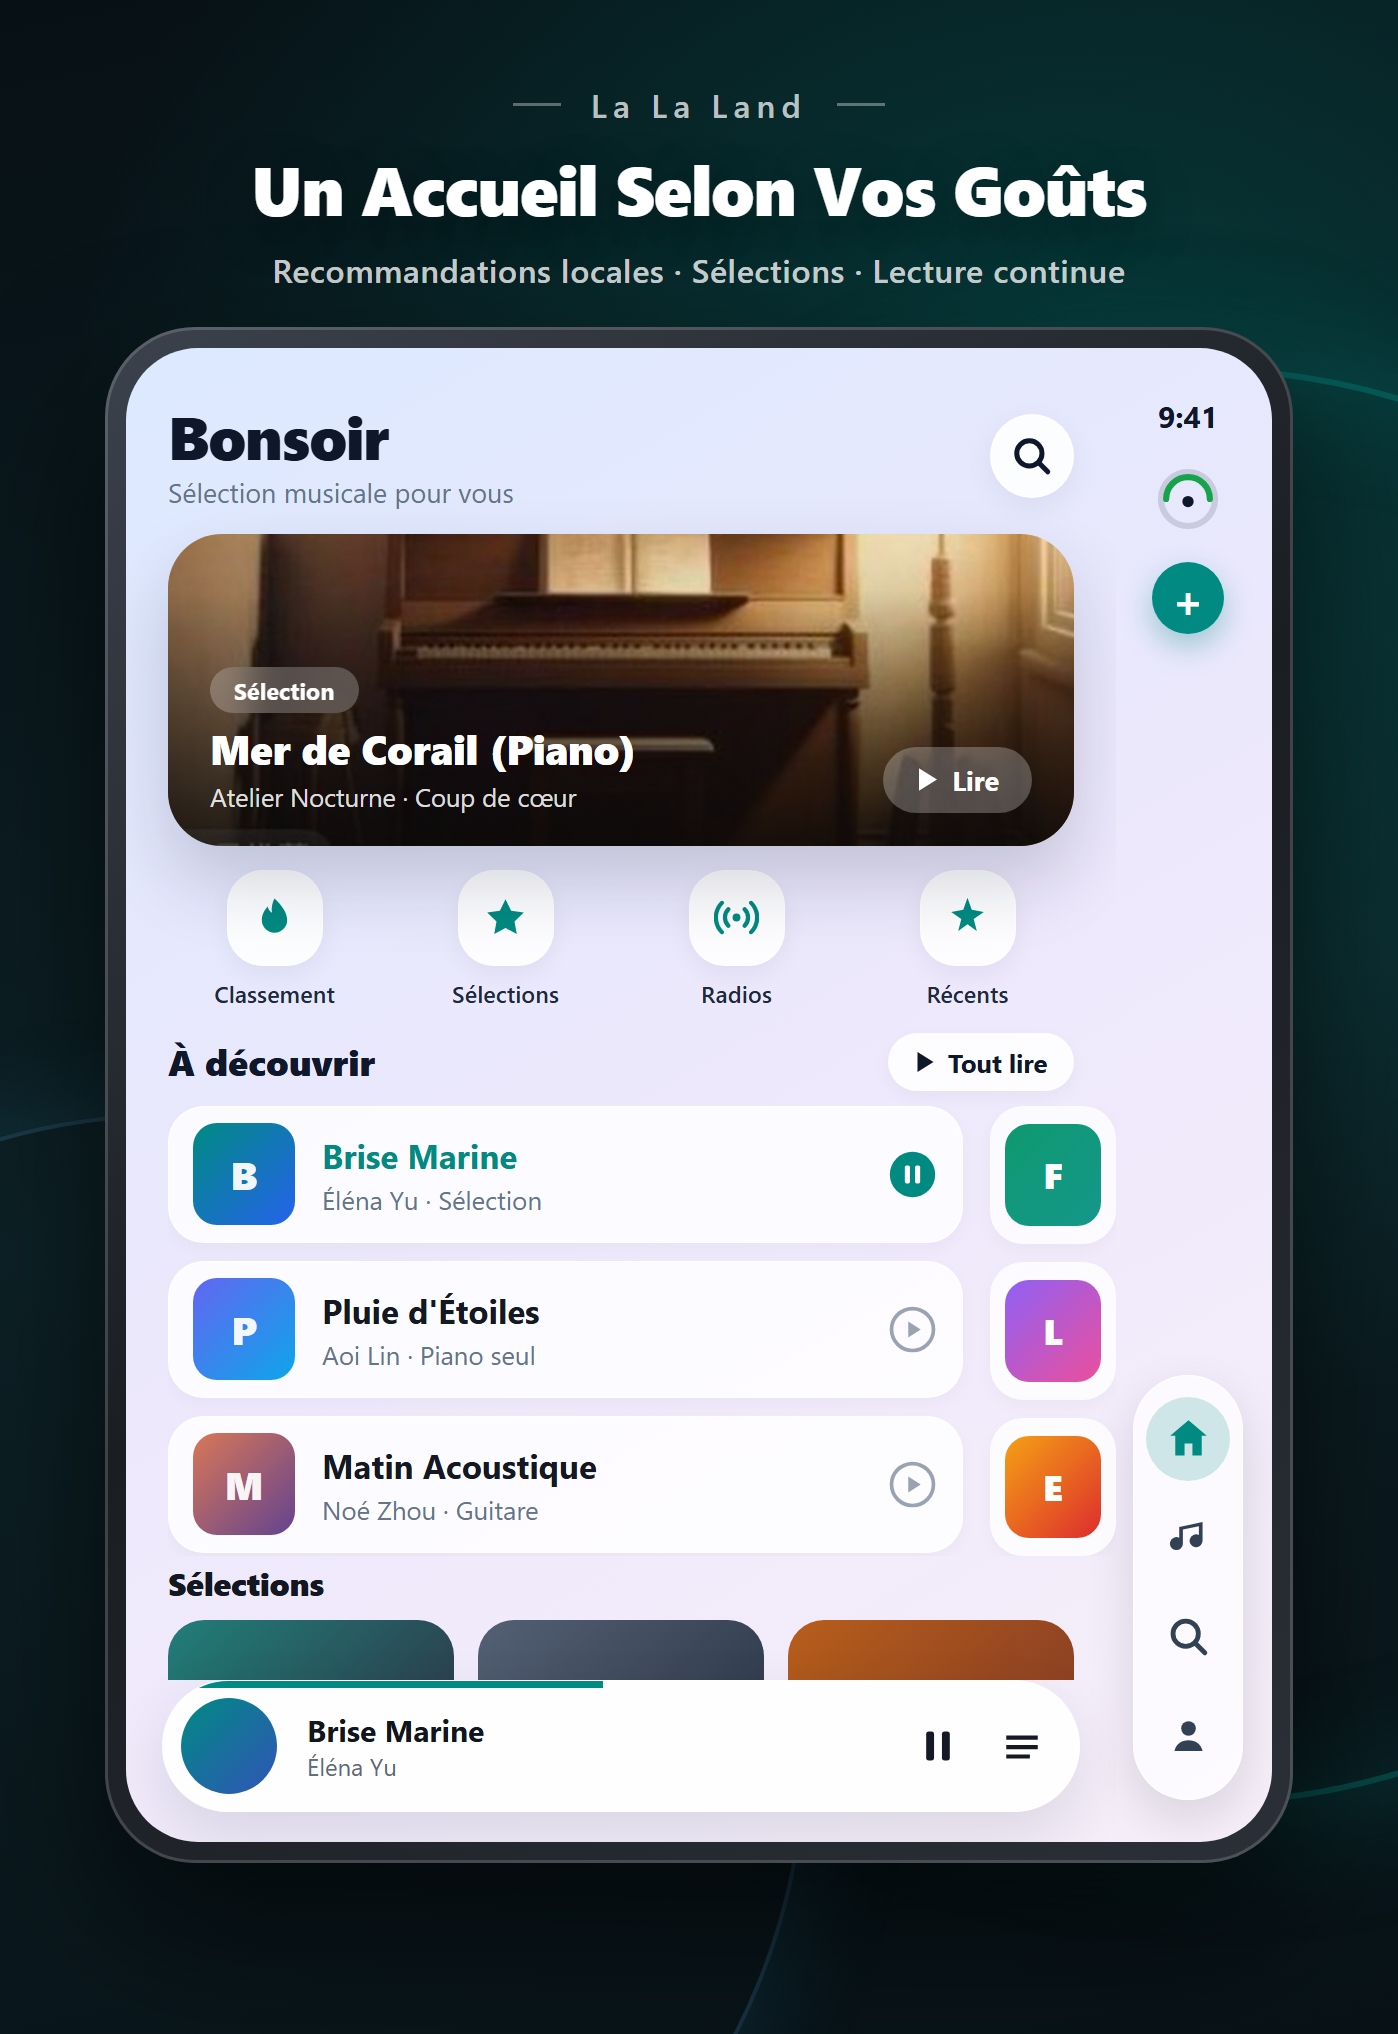 La La Land
Un Accueil Selon Vos Goûts
Recommandations locales · Sélections · Lecture continue
Bonsoir
Sélection musicale pour vous
9:41
+
Sélection
Mer de Corail (Piano)
Atelier Nocturne · Coup de cœur
Lire
Classement
Sélections
Radios
Récents
À découvrir
Tout lire
B
Brise Marine
Éléna Yu · Sélection
F
P
Pluie d'Étoiles
Aoi Lin · Piano seul
L
M
Matin Acoustique
Noé Zhou · Guitare
E
Sélections
Brise Marine
Éléna Yu